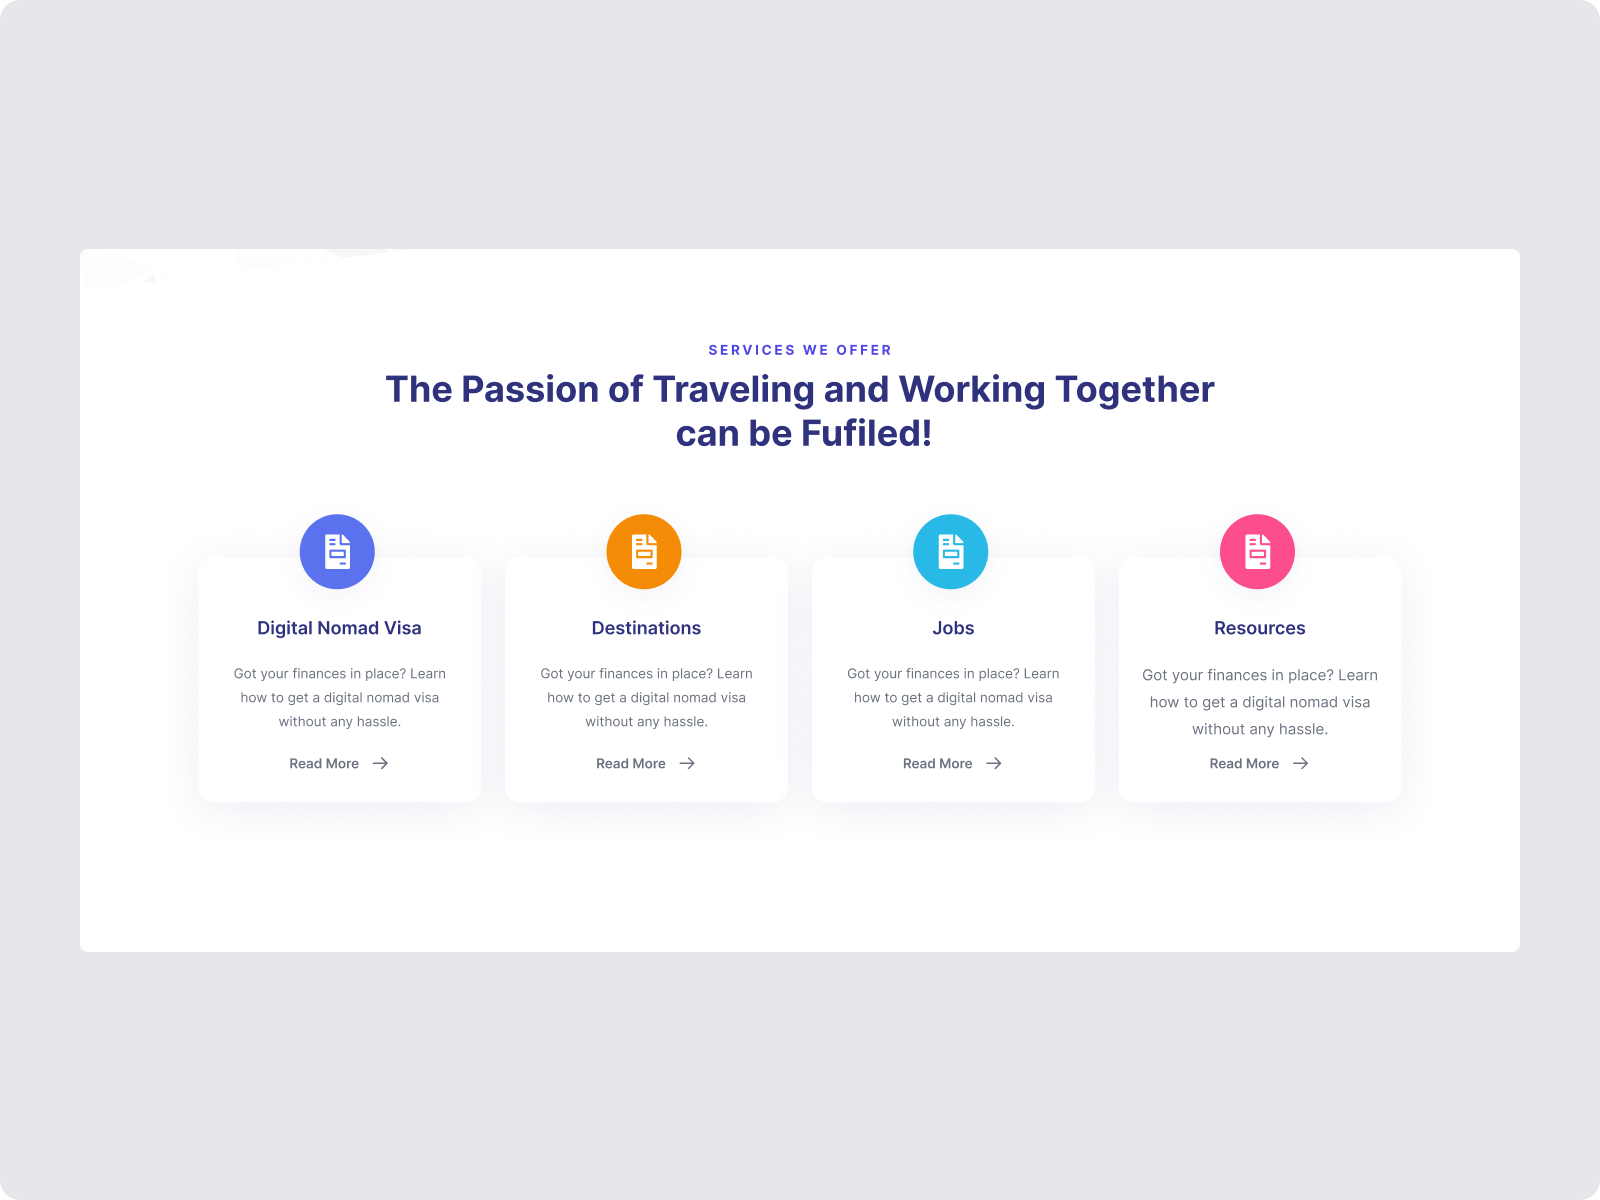 SERVICES WE OFFER
The Passion of Traveling and Working Together
can be Fufiled!
Digital Nomad Visa
Got your finances in place? Learn
how to get a digital nomad visa
without any hassle.
Read More
Destinations
Got your finances in place? Learn
how to get a digital nomad visa
without any hassle.
Read More
Jobs
Got your finances in place? Learn
how to get a digital nomad visa
without any hassle.
Read More
Resources
Got your finances in place? Learn
how to get a digital nomad visa
without any hassle.
Read More